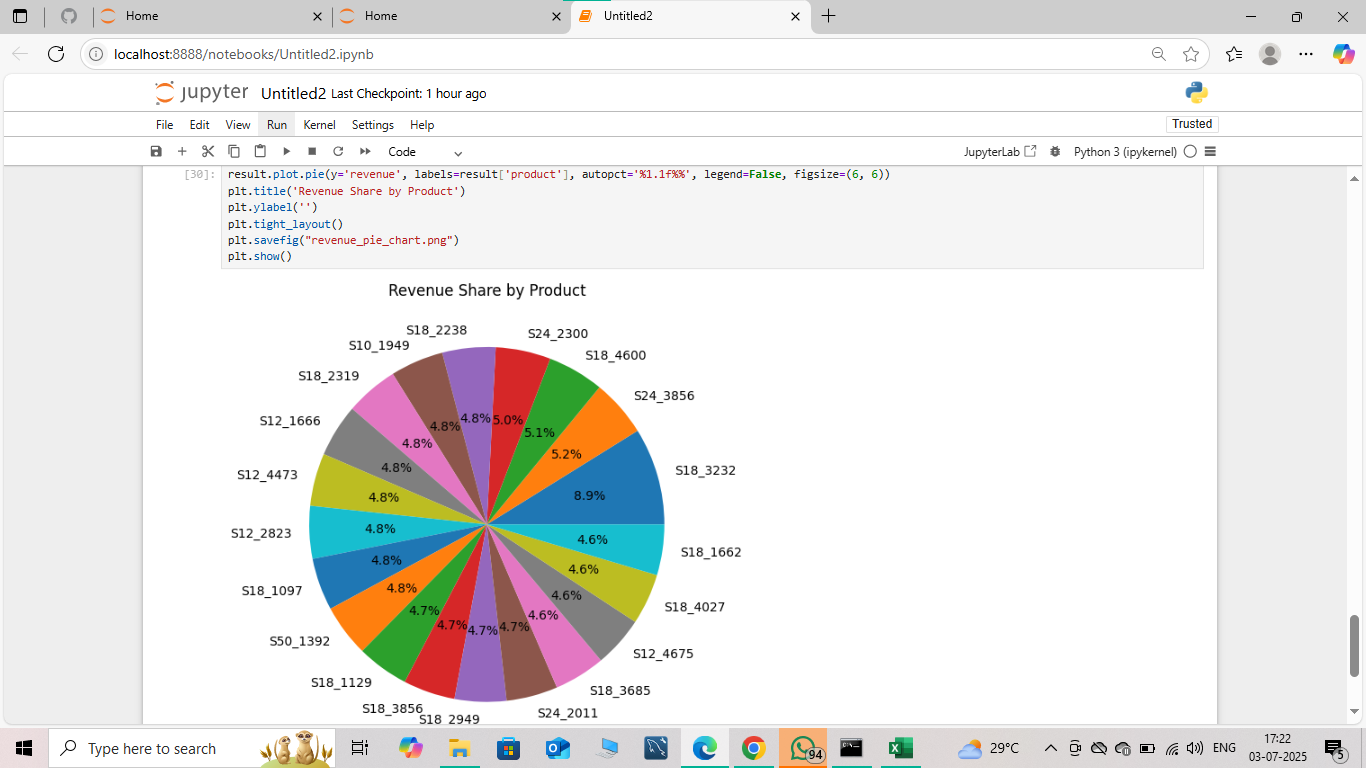 Home
Home
Untitled2
localhost:8888/notebooks/Untitled2.ipynb
jupyter Untitled2 Last Checkpoint: 1 hour ago
File Edit View Run Kernel Settings Help
Trusted
Code
JupyterLab
Python 3 (ipykernel)
[30]: result.plot.pie(y='revenue', labels=result['product'], autopct='%1.1f%%', legend=False, figsize=(6, 6))
plt.title('Revenue Share by Product')
plt.ylabel('')
plt.tight_layout()
plt.savefig("revenue_pie_chart.png")
plt.show()
Revenue Share by Product
S18_2238
S24_2300
S10_1949
S18_4600
S18_2319
S24_3856
S12_1666
4.8% 5.0%
4.8%
5.1%
4.8%
5.2%
S12_4473
4.8%
S18_3232
4.8%
8.9%
S12_2823
4.8%
4.6%
S18_1662
4.8%
4.6%
S18_1097
4.8%
4.6%
S18_4027
4.7%
4.6%
4.7%
4.7%
4.7%
S50_1392
S12_4675
S18_1129
S18_3685
S18_3856
S24_2011
S18_2949
Type here to search
94
29°C
ENG
17:22
03-07-2025
5